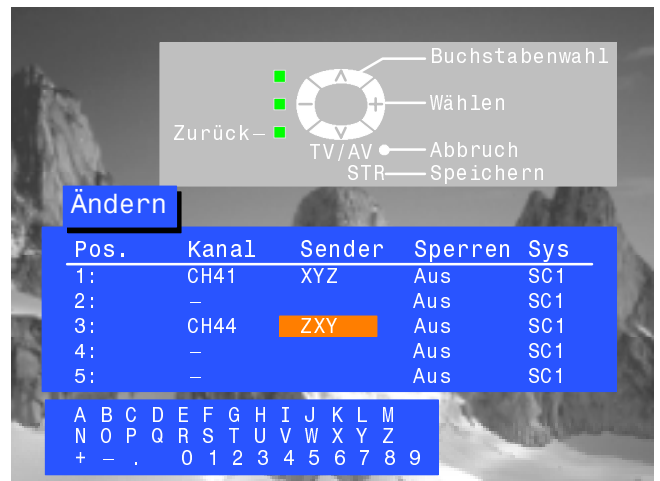 Buchstabenwahl
Wählen
Zurück
TV/AV Abbruch
STR Speichern
Ändern
Pos. Kanal Sender Sperren Sys
1: CH41 XYZ Aus SC1
2: – Aus SC1
3: CH44 ZXY Aus SC1
4: – Aus SC1
5: – Aus SC1
A B C D E F G H I J K L M
N O P Q R S T U V W X Y Z
+ – . 0 1 2 3 4 5 6 7 8 9